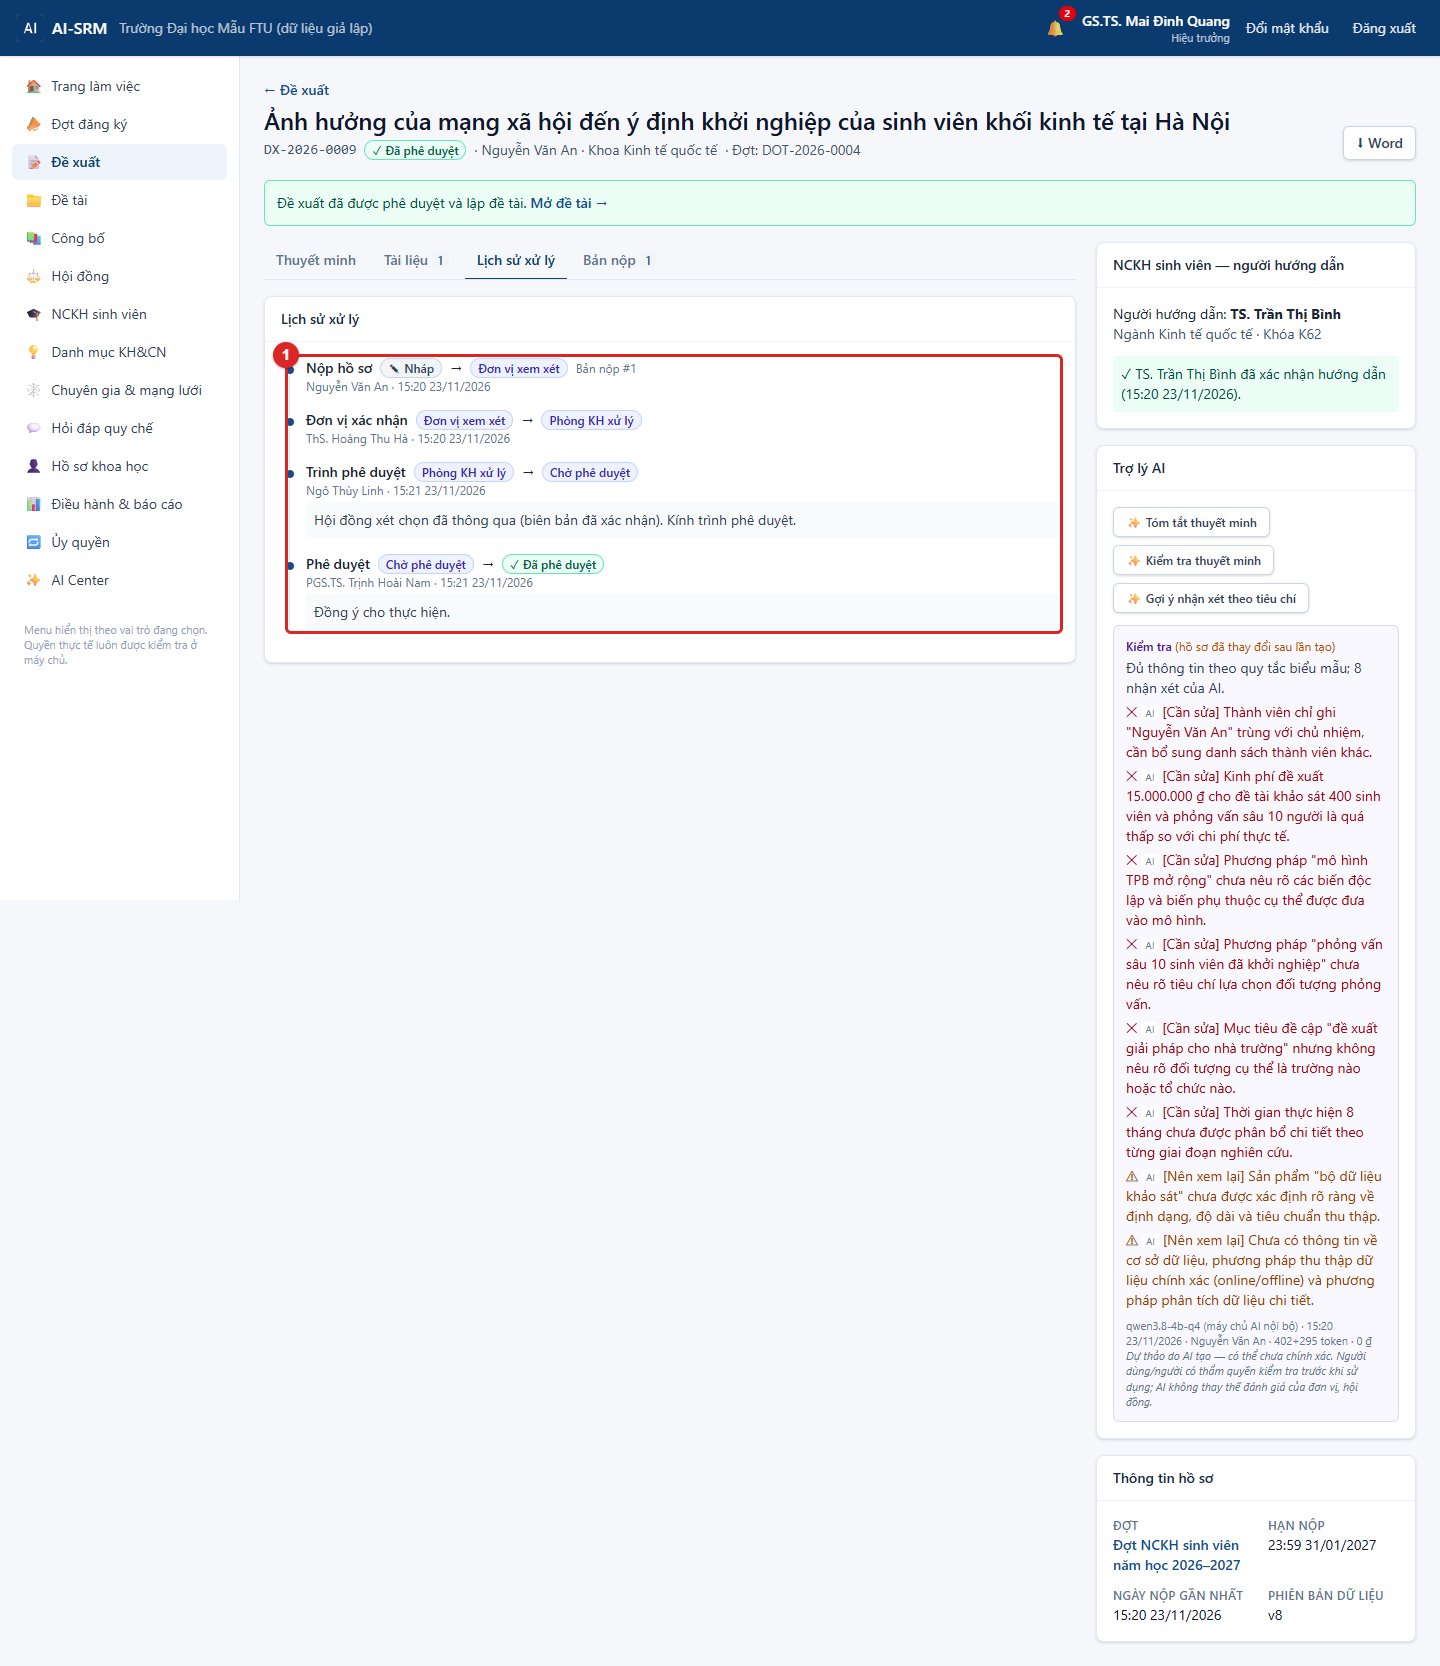 AI AI-SRM Trường Đại học Mẫu FTU (dữ liệu giả lập)
2
GS.TS. Mai Đình Quang
Hiệu trưởng
Đổi mật khẩu
Đăng xuất
Trang làm việc
Đợt đăng ký
Đề xuất
Đề tài
Công bố
Hội đồng
NCKH sinh viên
Danh mục KH&CN
Chuyên gia & mạng lưới
Hỏi đáp quy chế
Hồ sơ khoa học
Điều hành & báo cáo
Ủy quyền
AI Center
Menu hiển thị theo vai trò đang chọn.
Quyền thực tế luôn được kiểm tra ở
máy chủ.
← Đề xuất
Ảnh hưởng của mạng xã hội đến ý định khởi nghiệp của sinh viên khối kinh tế tại Hà Nội
DX-2026-0009 ✓ Đã phê duyệt · Nguyễn Văn An · Khoa Kinh tế quốc tế · Đợt: DOT-2026-0004
⬇ Word
Đề xuất đã được phê duyệt và lập đề tài. Mở đề tài →
Thuyết minh
Tài liệu 1
Lịch sử xử lý
Bản nộp 1
Lịch sử xử lý
1
Nộp hồ sơ Nháp → Đơn vị xem xét Bản nộp #1
Nguyễn Văn An · 15:20 23/11/2026
Đơn vị xác nhận Đơn vị xem xét → Phòng KH xử lý
ThS. Hoàng Thu Hà · 15:20 23/11/2026
Trình phê duyệt Phòng KH xử lý → Chờ phê duyệt
Ngô Thùy Linh · 15:21 23/11/2026
Hội đồng xét chọn đã thông qua (biên bản đã xác nhận). Kính trình phê duyệt.
Phê duyệt Chờ phê duyệt → ✓ Đã phê duyệt
PGS.TS. Trịnh Hoài Nam · 15:21 23/11/2026
Đồng ý cho thực hiện.
NCKH sinh viên — người hướng dẫn
Người hướng dẫn: TS. Trần Thị Bình
Ngành Kinh tế quốc tế · Khóa K62
✓ TS. Trần Thị Bình đã xác nhận hướng dẫn
(15:20 23/11/2026).
Trợ lý AI
Tóm tắt thuyết minh
Kiểm tra thuyết minh
Gợi ý nhận xét theo tiêu chí
Kiểm tra (hồ sơ đã thay đổi sau lần tạo)
Đủ thông tin theo quy tắc biểu mẫu; 8
nhận xét của AI.
✕ AI [Cần sửa] Thành viên chỉ ghi
"Nguyễn Văn An" trùng với chủ nhiệm,
cần bổ sung danh sách thành viên khác.
✕ AI [Cần sửa] Kinh phí đề xuất
15.000.000 ₫ cho đề tài khảo sát 400 sinh
viên và phỏng vấn sâu 10 người là quá
thấp so với chi phí thực tế.
✕ AI [Cần sửa] Phương pháp "mô hình
TPB mở rộng" chưa nêu rõ các biến độc
lập và biến phụ thuộc cụ thể được đưa
vào mô hình.
✕ AI [Cần sửa] Phương pháp "phỏng vấn
sâu 10 sinh viên đã khởi nghiệp" chưa
nêu rõ tiêu chí lựa chọn đối tượng phỏng
vấn.
✕ AI [Cần sửa] Mục tiêu đề cập "đề xuất
giải pháp cho nhà trường" nhưng không
nêu rõ đối tượng cụ thể là trường nào
hoặc tổ chức nào.
✕ AI [Cần sửa] Thời gian thực hiện 8
tháng chưa được phân bổ chi tiết theo
từng giai đoạn nghiên cứu.
⚠ AI [Nên xem lại] Sản phẩm "bộ dữ liệu
khảo sát" chưa được xác định rõ ràng về
định dạng, độ dài và tiêu chuẩn thu thập.
⚠ AI [Nên xem lại] Chưa có thông tin về
cơ sở dữ liệu, phương pháp thu thập dữ
liệu chính xác (online/offline) và phương
pháp phân tích dữ liệu chi tiết.
qwen3.8-4b-q4 (máy chủ AI nội bộ) · 15:20
23/11/2026 · Nguyễn Văn An · 402+295 token · 0 ₫
Dự thảo do AI tạo — có thể chưa chính xác. Người
dùng/người có thẩm quyền kiểm tra trước khi sử
dụng; AI không thay thế đánh giá của đơn vị, hội
đồng.
Thông tin hồ sơ
ĐỢT
Đợt NCKH sinh viên
năm học 2026–2027
HẠN NỘP
23:59 31/01/2027
NGÀY NỘP GẦN NHẤT
15:20 23/11/2026
PHIÊN BẢN DỮ LIỆU
v8